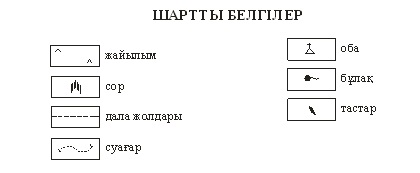 ШАРТТЫ БЕЛГІЛЕР
жайылым
сор
дала жолдары
суағар
оба
бұлақ
тастар